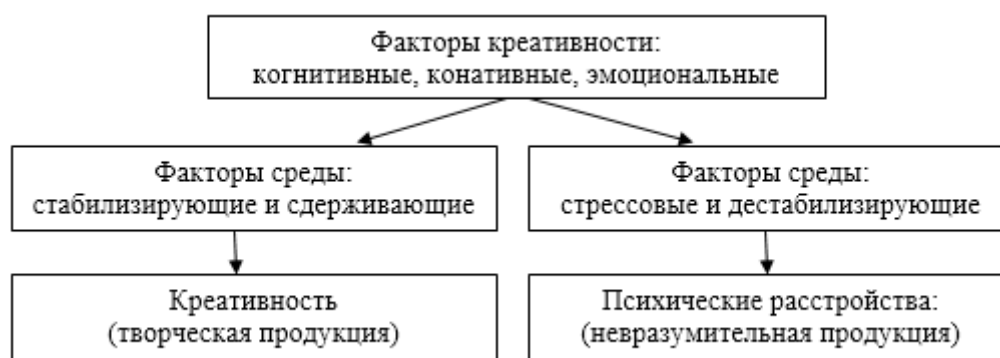 Факторы креативности:
когнитивные, конативные, эмоциональные
Факторы среды:
стабилизирующие и сдерживающие
Факторы среды:
стрессовые и дестабилизирующие
Креативность
(творческая продукция)
Психические расстройства:
(невразумительная продукция)